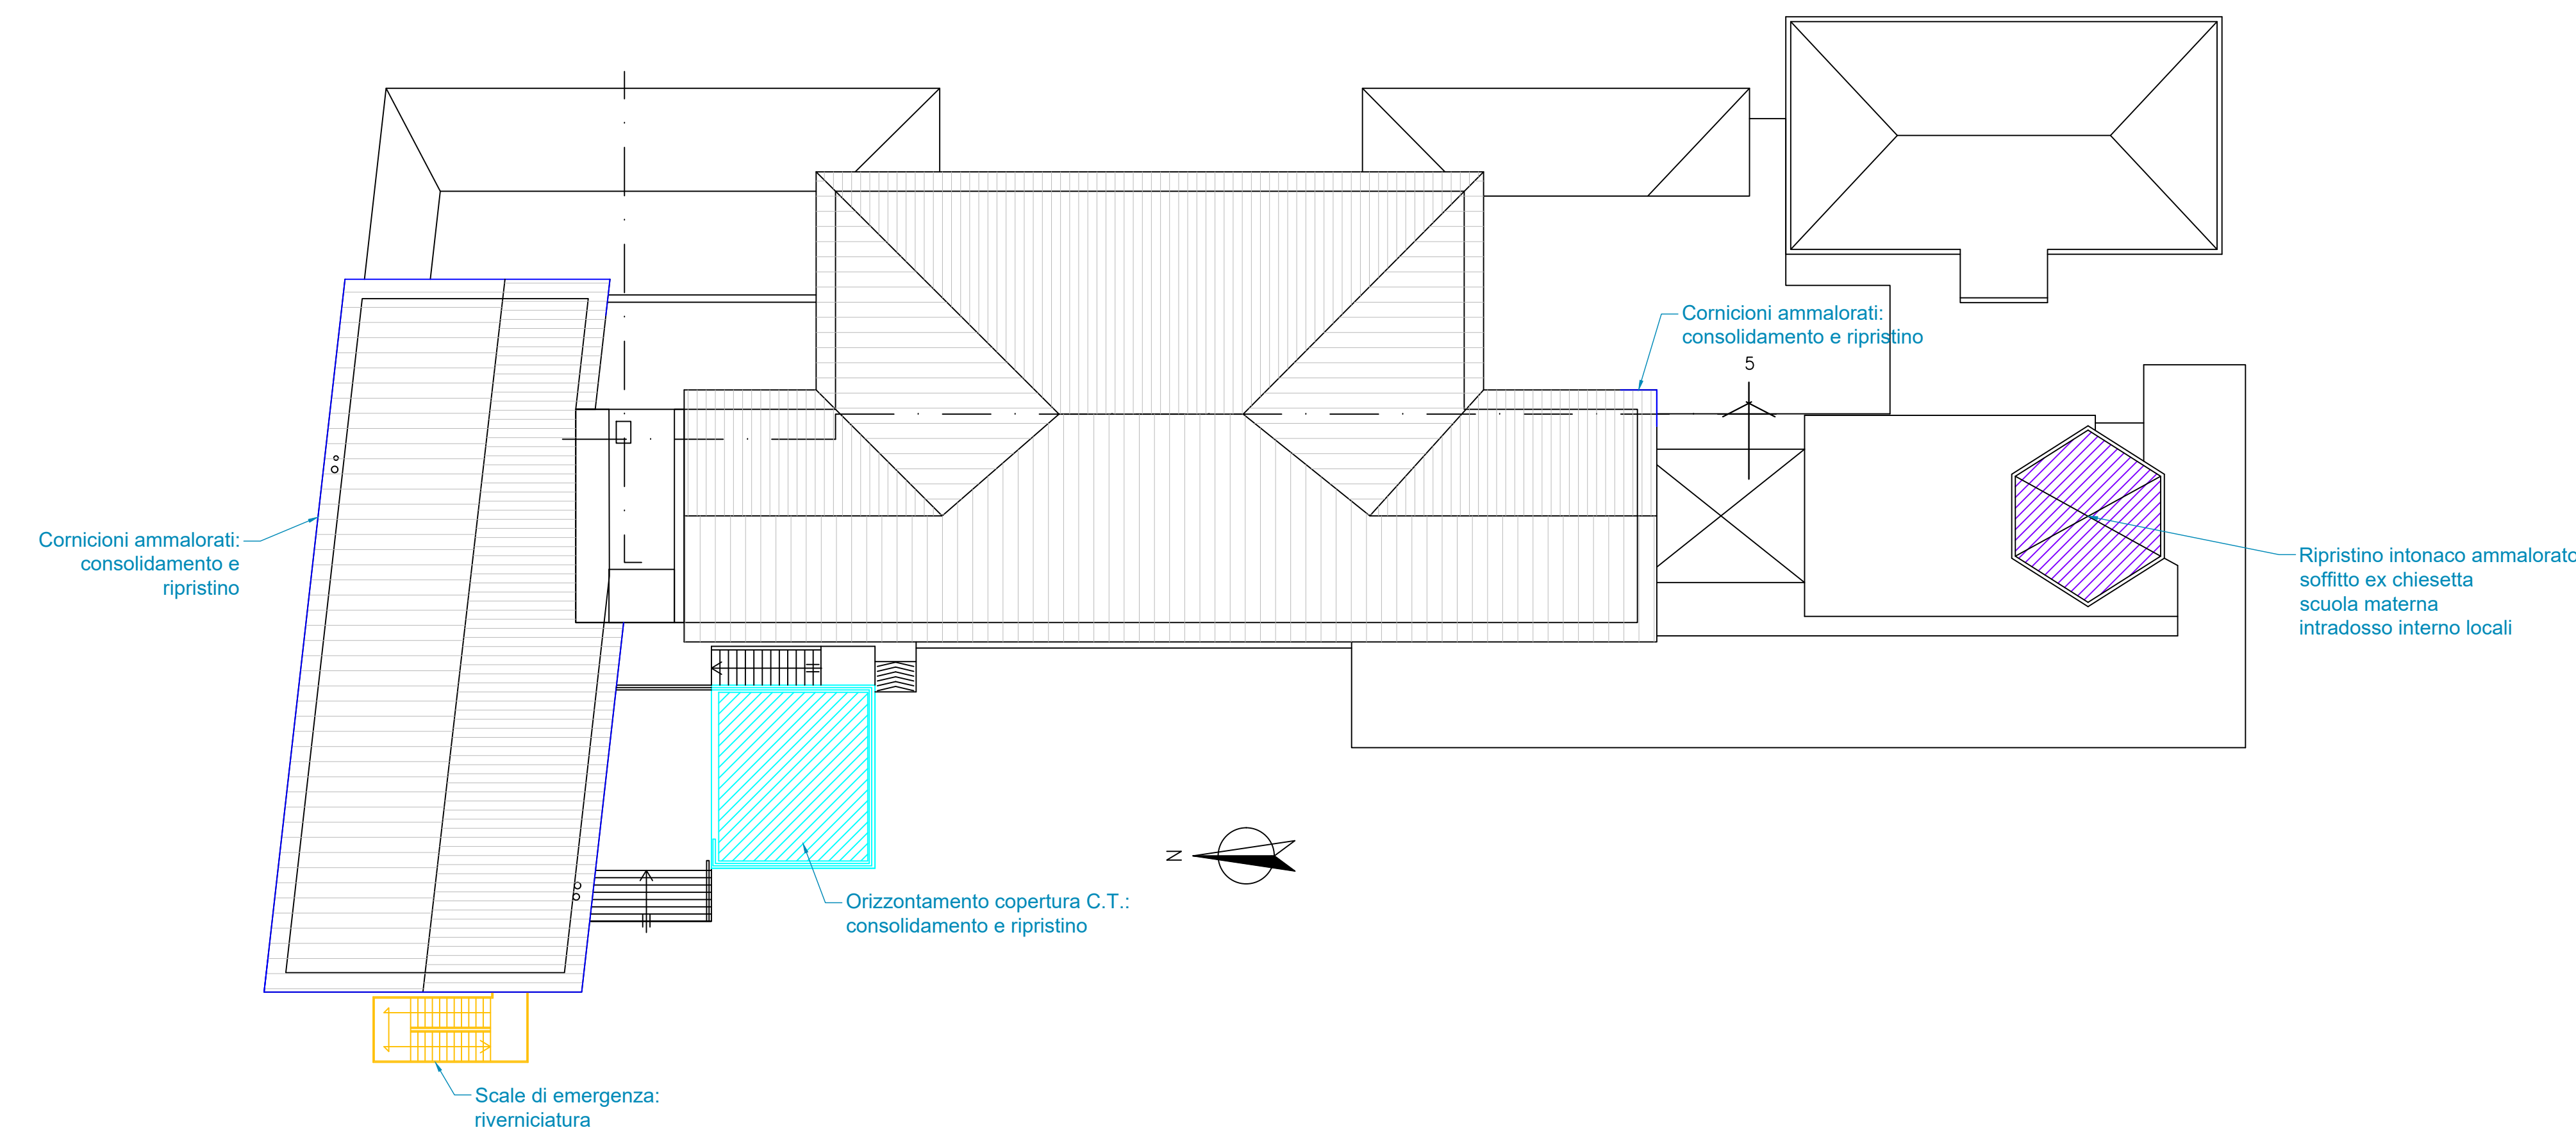 Cornicioni ammalorati:
consolidamento e ripristino
5
Cornicioni ammalorati:
consolidamento e
ripristino
Ripristino intonaco ammalorato
soffitto ex chiesetta
scuola materna
intradosso interno locali
N
Orizzontamento copertura C.T.:
consolidamento e ripristino
Scale di emergenza:
riverniciatura